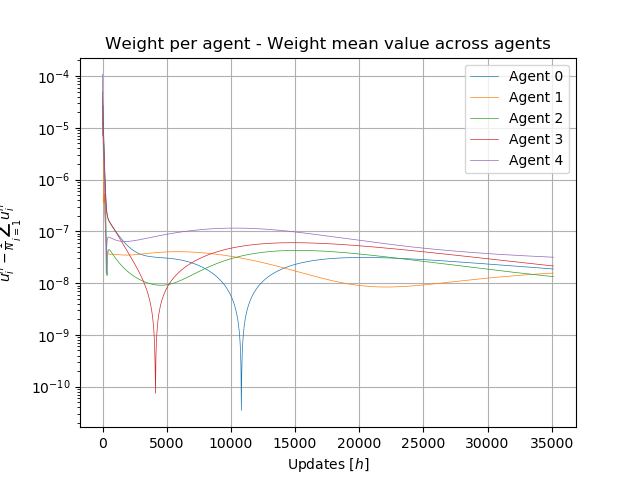 Weight per agent - Weight mean value across agents
10⁻⁴
10⁻⁵
10⁻⁶
10⁻⁷
10⁻⁸
10⁻⁹
10⁻¹⁰
Agent 0
Agent 1
Agent 2
Agent 3
Agent 4
0 5000 10000 15000 20000 25000 30000 35000
Updates [h]